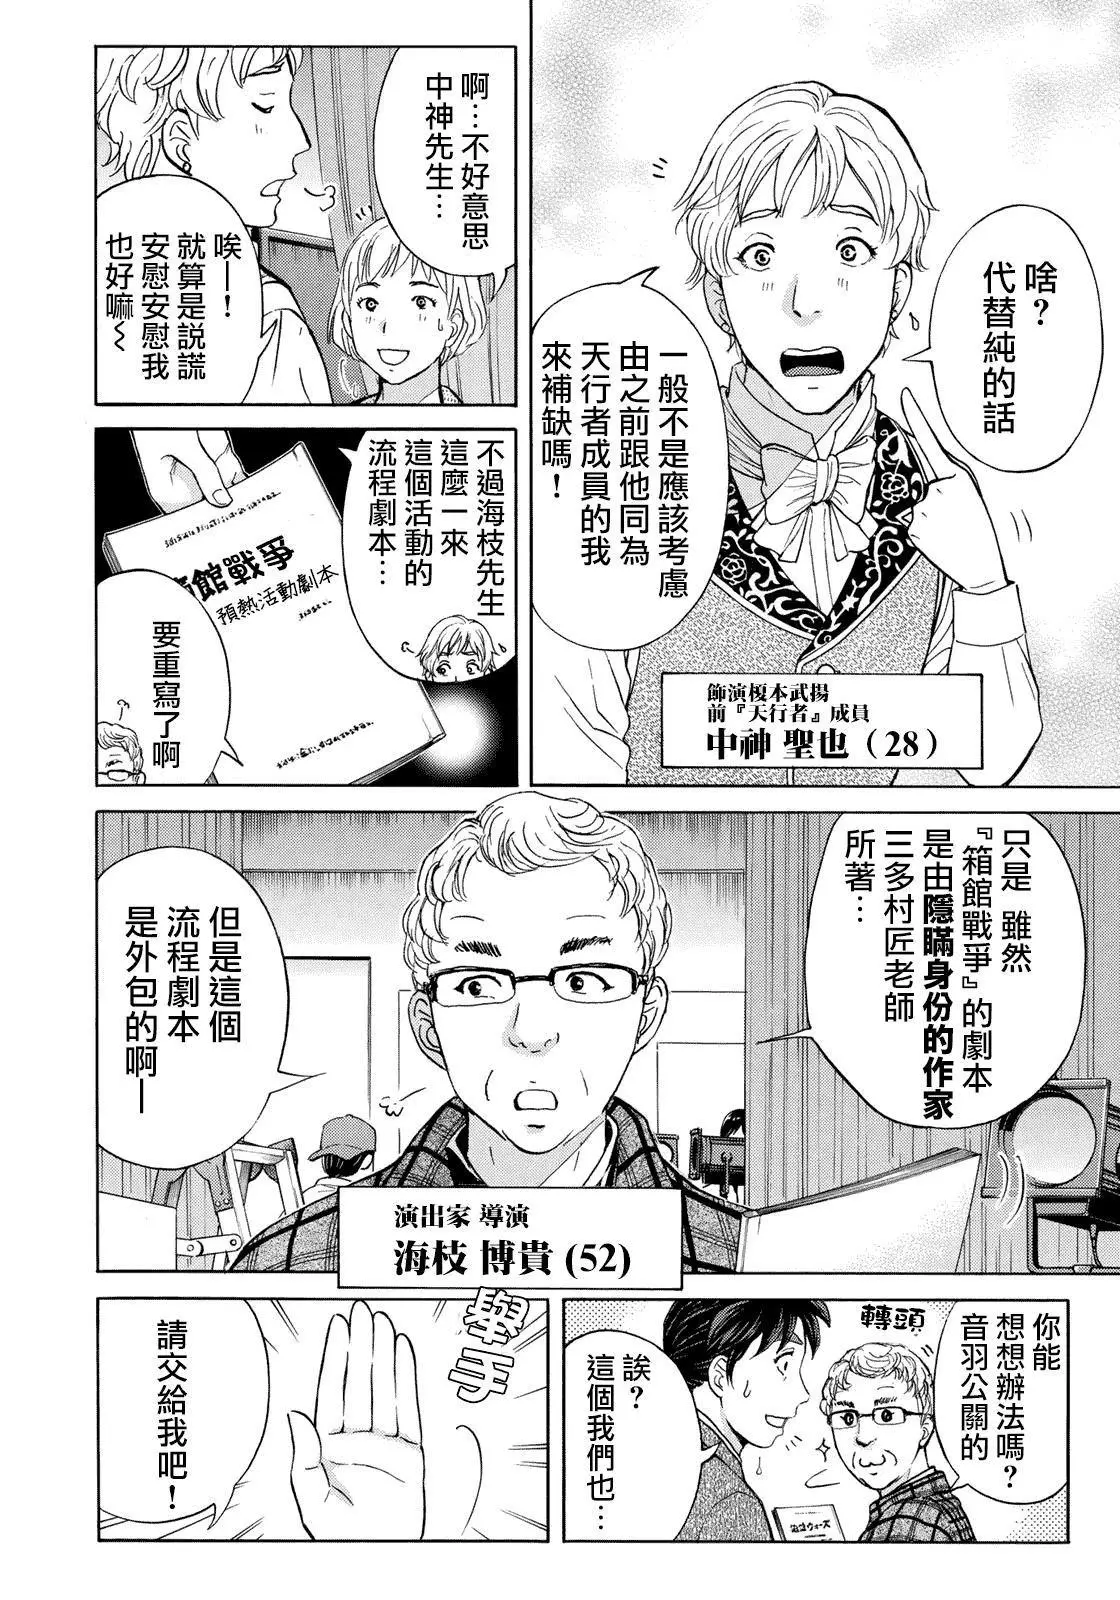 啥?
代替純的話
一般不是應該考慮
由之前跟他同為
天行者成員的我
來補缺嗎!
飾演榎本武揚
前『天行者』成員
中神 聖也（28）
啊…不好意思
中神先生…
唉—!
就算是説謊
安慰安慰我
也好嘛～
不過海枝先生
這麼一來
這個活動的
流程劇本…
館戰爭
預熱活動劇本
要重寫了啊
只是 雖然
『箱館戰爭』的劇本
是由隱瞞身份的作家
三多村匠老師
所著…
但是這個
流程劇本
是外包的啊—
演出家 導演
海枝 博貴 (52)
你能
想想辦法嗎?
音羽公關的
轉頭
誒?
這個我們也…
舉手
請交給我吧!